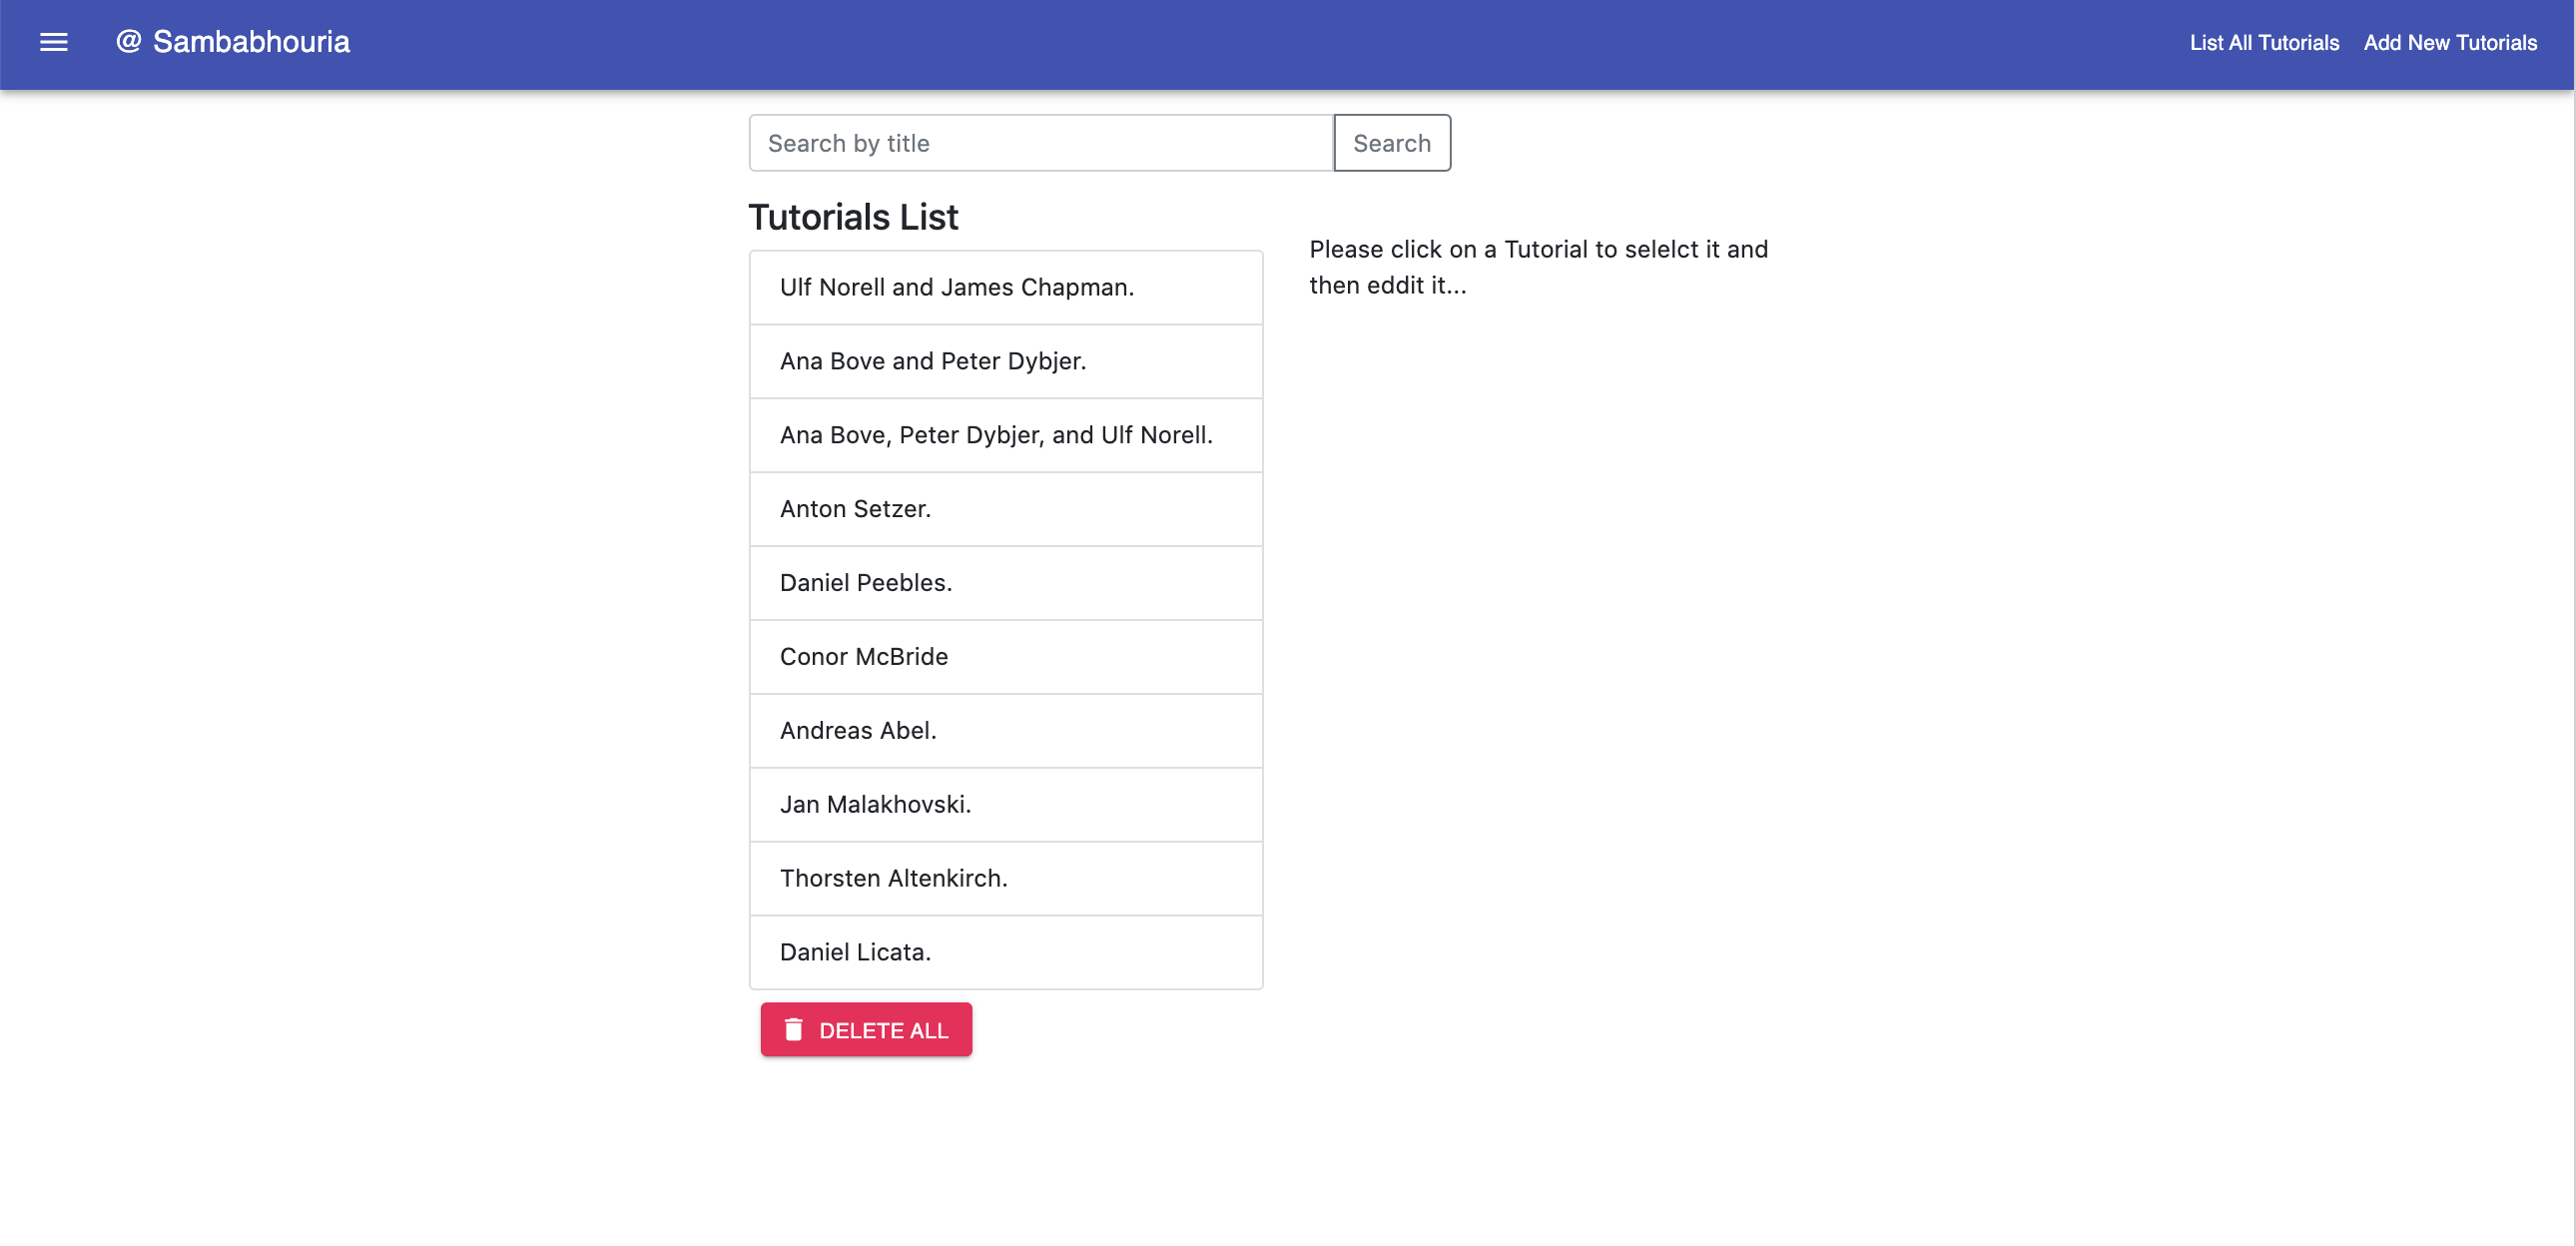 @ Sambabhouria
List All Tutorials
Add New Tutorials
Search by title
Search
Tutorials List
Ulf Norell and James Chapman.
Ana Bove and Peter Dybjer.
Ana Bove, Peter Dybjer, and Ulf Norell.
Anton Setzer.
Daniel Peebles.
Conor McBride
Andreas Abel.
Jan Malakhovski.
Thorsten Altenkirch.
Daniel Licata.
DELETE ALL
Please click on a Tutorial to selelct it and
then eddit it...